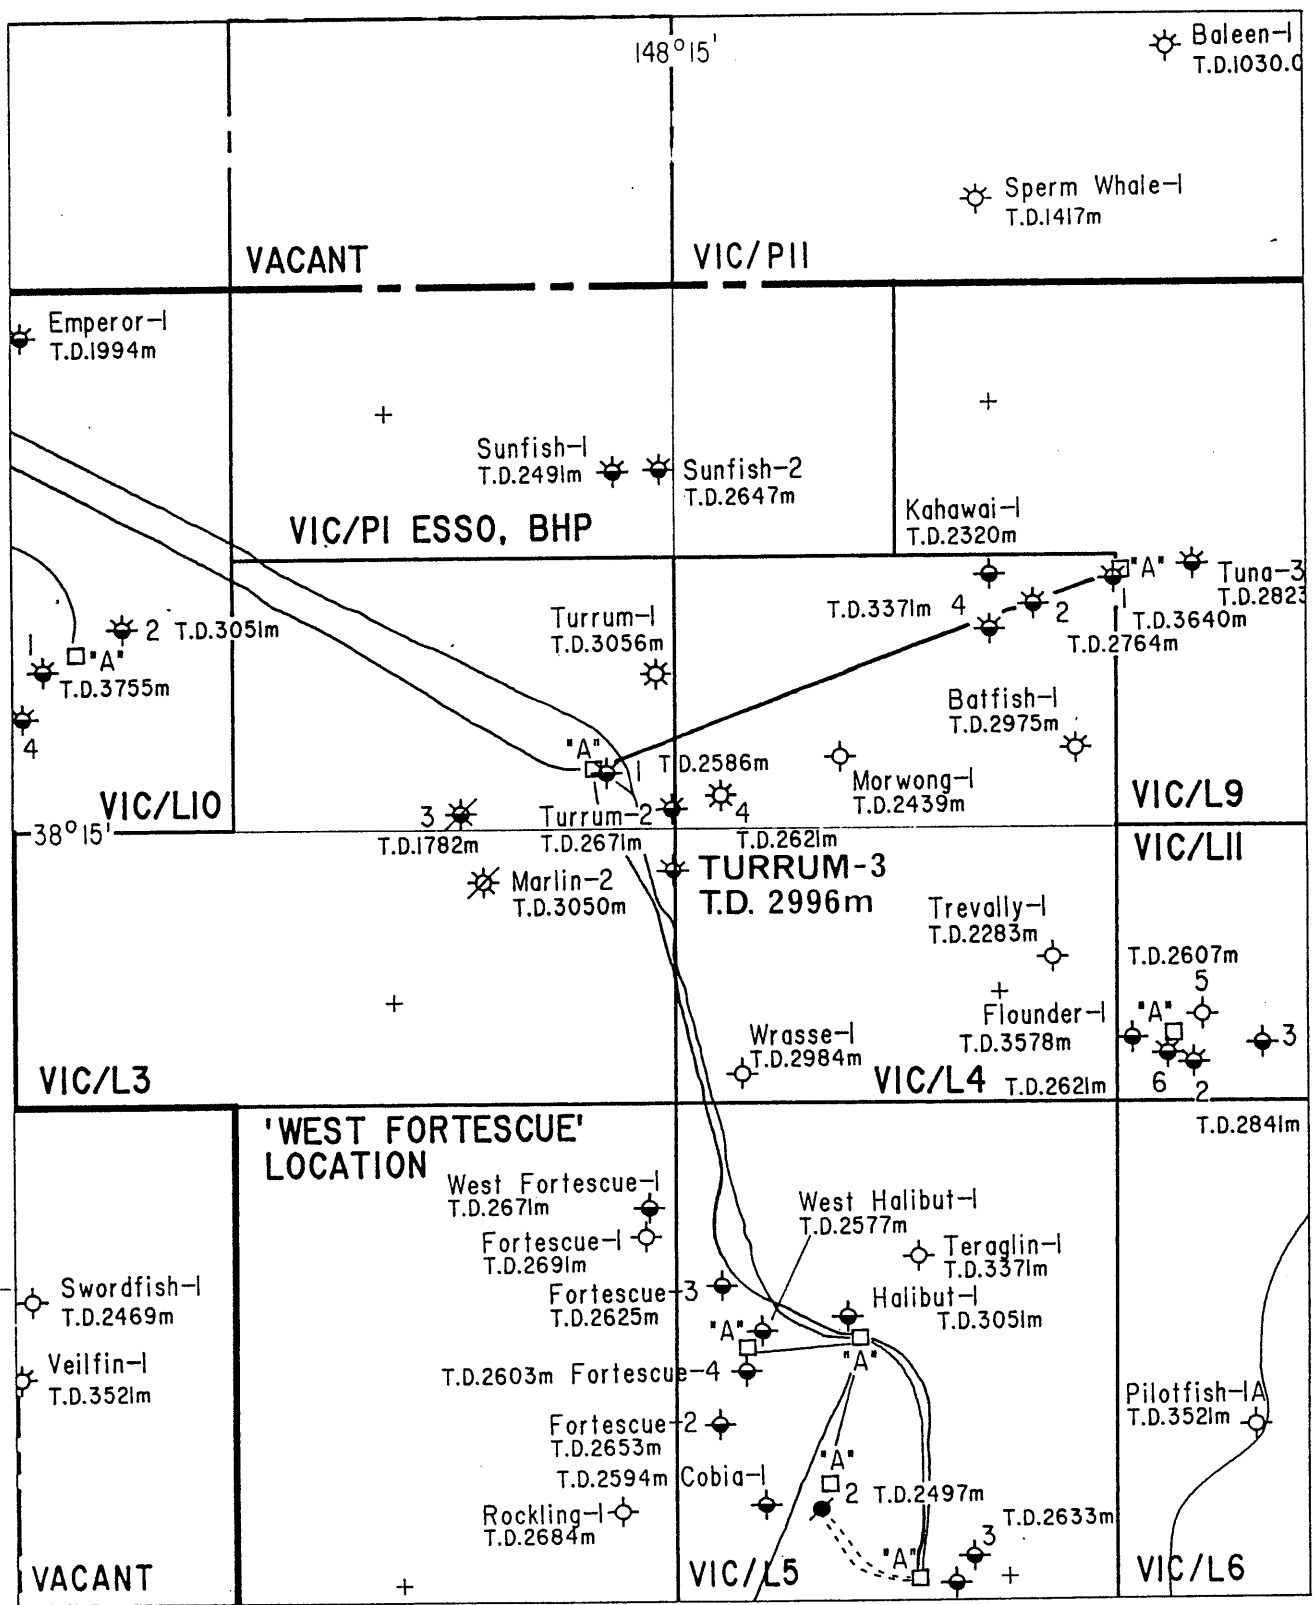 148°15'
Baleen-1
T.D.1030.0
Sperm Whale-1
T.D.1417m
VACANT
VIC/P11
Emperor-1
T.D.1994m
Sunfish-1
T.D.2491m
Sunfish-2
T.D.2647m
VIC/P1 ESSO, BHP
Kahawai-1
T.D.2320m
"A"
Tuna-3
T.D.2823
T.D.3371m
4
2
1
T.D.3640m
T.D.2764m
Turrum-1
T.D.3056m
2 T.D.3051m
1
"A"
T.D.3755m
4
Batfish-1
T.D.2975m
"A"
1
T.D.2586m
Morwong-1
T.D.2439m
VIC/L10
VIC/L9
3
T.D.1782m
Turrum-2
T.D.2671m
4
T.D.2621m
38°15'
VIC/L11
TURRUM-3
T.D. 2996m
Marlin-2
T.D.3050m
Trevally-1
T.D.2283m
T.D.2607m
5
"A"
Flounder-1
T.D.3578m
3
Wrasse-1
T.D.2984m
VIC/L3
VIC/L4
T.D.2621m
6
2
T.D.2841m
'WEST FORTESCUE'
LOCATION
West Fortescue-1
T.D.2671m
West Halibut-1
T.D.2577m
Fortescue-1
T.D.2691m
Teraglin-1
T.D.3371m
Swordfish-1
T.D.2469m
Fortescue-3
T.D.2625m
Halibut-1
T.D.3051m
"A"
"A"
Veilfin-1
T.D.3521m
T.D.2603m Fortescue-4
Pilotfish-1A
T.D.3521m
Fortescue-2
T.D.2653m
"A"
T.D.2594m Cobia-1
2 T.D.2497m
Rockling-1
T.D.2684m
T.D.2633m
3
"A"
VACANT
VIC/L5
VIC/L6